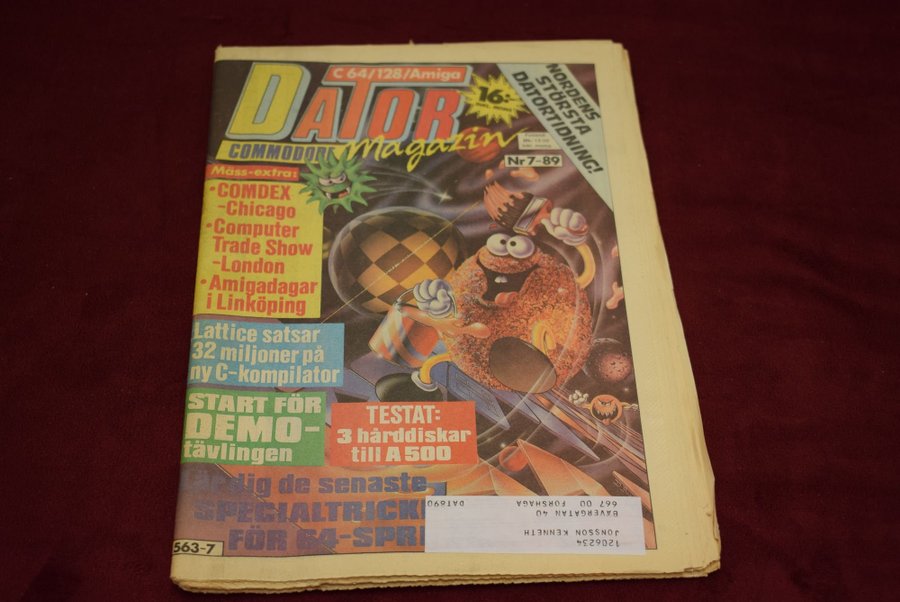 C 64/128/Amiga
DATOR
COMMODORE
Magazin
16:-
NORDENS
STÖRSTA
DATORTIDNING!
Nr 7-89
Mäss-extra:
•COMDEX
-Chicago
•Computer
Trade Show
-London
•Amigadagar
i Linköping
Lattice satsar
32 miljoner på
ny C-kompilator
START FÖR
DEMO-
tävlingen
TESTAT:
3 hårddiskar
till A 500
dig de senaste
SPECIALTRICK
FÖR 64-SPR
563-7
1206234
JONSSON KENNETH
BÄVERGATAN 40
667 00 FORSHAGA
DAT890